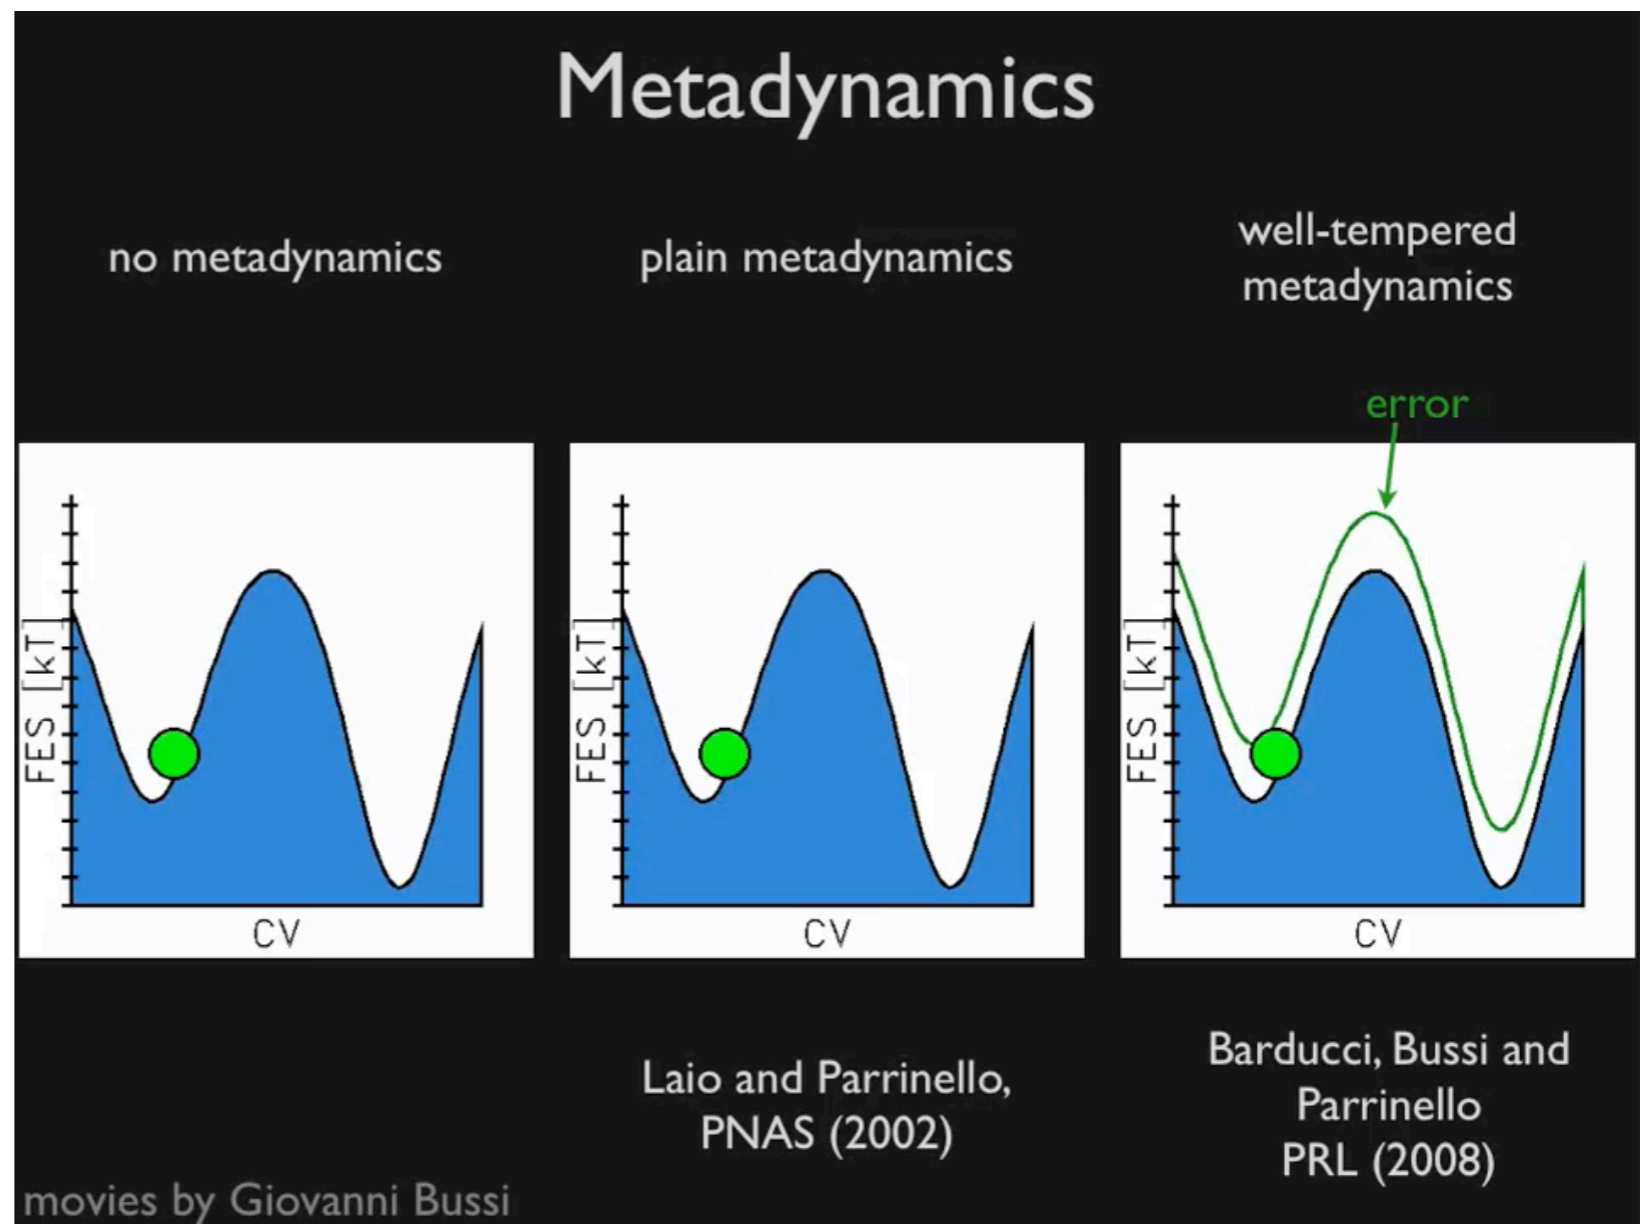 Metadynamics
no metadynamics
plain metadynamics
well-tempered
metadynamics
error
FES [kT]
CV
FES [kT]
CV
FES [kT]
CV
Laio and Parrinello,
PNAS (2002)
Barducci, Bussi and
Parrinello
PRL (2008)
movies by Giovanni Bussi